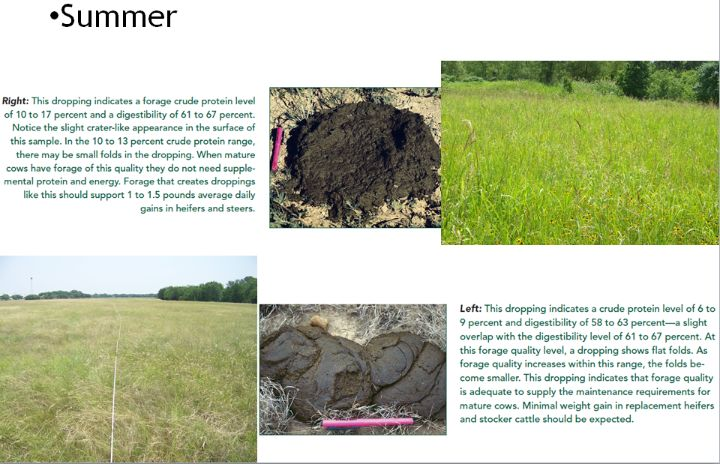 •Summer
Right: This dropping indicates a forage crude protein level
of 10 to 17 percent and a digestibility of 61 to 67 percent.
Notice the slight crater-like appearance in the surface of
this sample. In the 10 to 13 percent crude protein range,
there may be small folds in the dropping. When mature
cows have forage of this quality they do not need supple-
mental protein and energy. Forage that creates droppings
like this should support 1 to 1.5 pounds average daily
gains in heifers and steers.
Left: This dropping indicates a crude protein level of 6 to
9 percent and digestibility of 58 to 63 percent—a slight
overlap with the digestibility level of 61 to 67 percent. At
this forage quality level, a dropping shows flat folds. As
forage quality increases within this range, the folds be-
come smaller. This dropping indicates that forage quality
is adequate to supply the maintenance requirements for
mature cows. Minimal weight gain in replacement heifers
and stocker cattle should be expected.